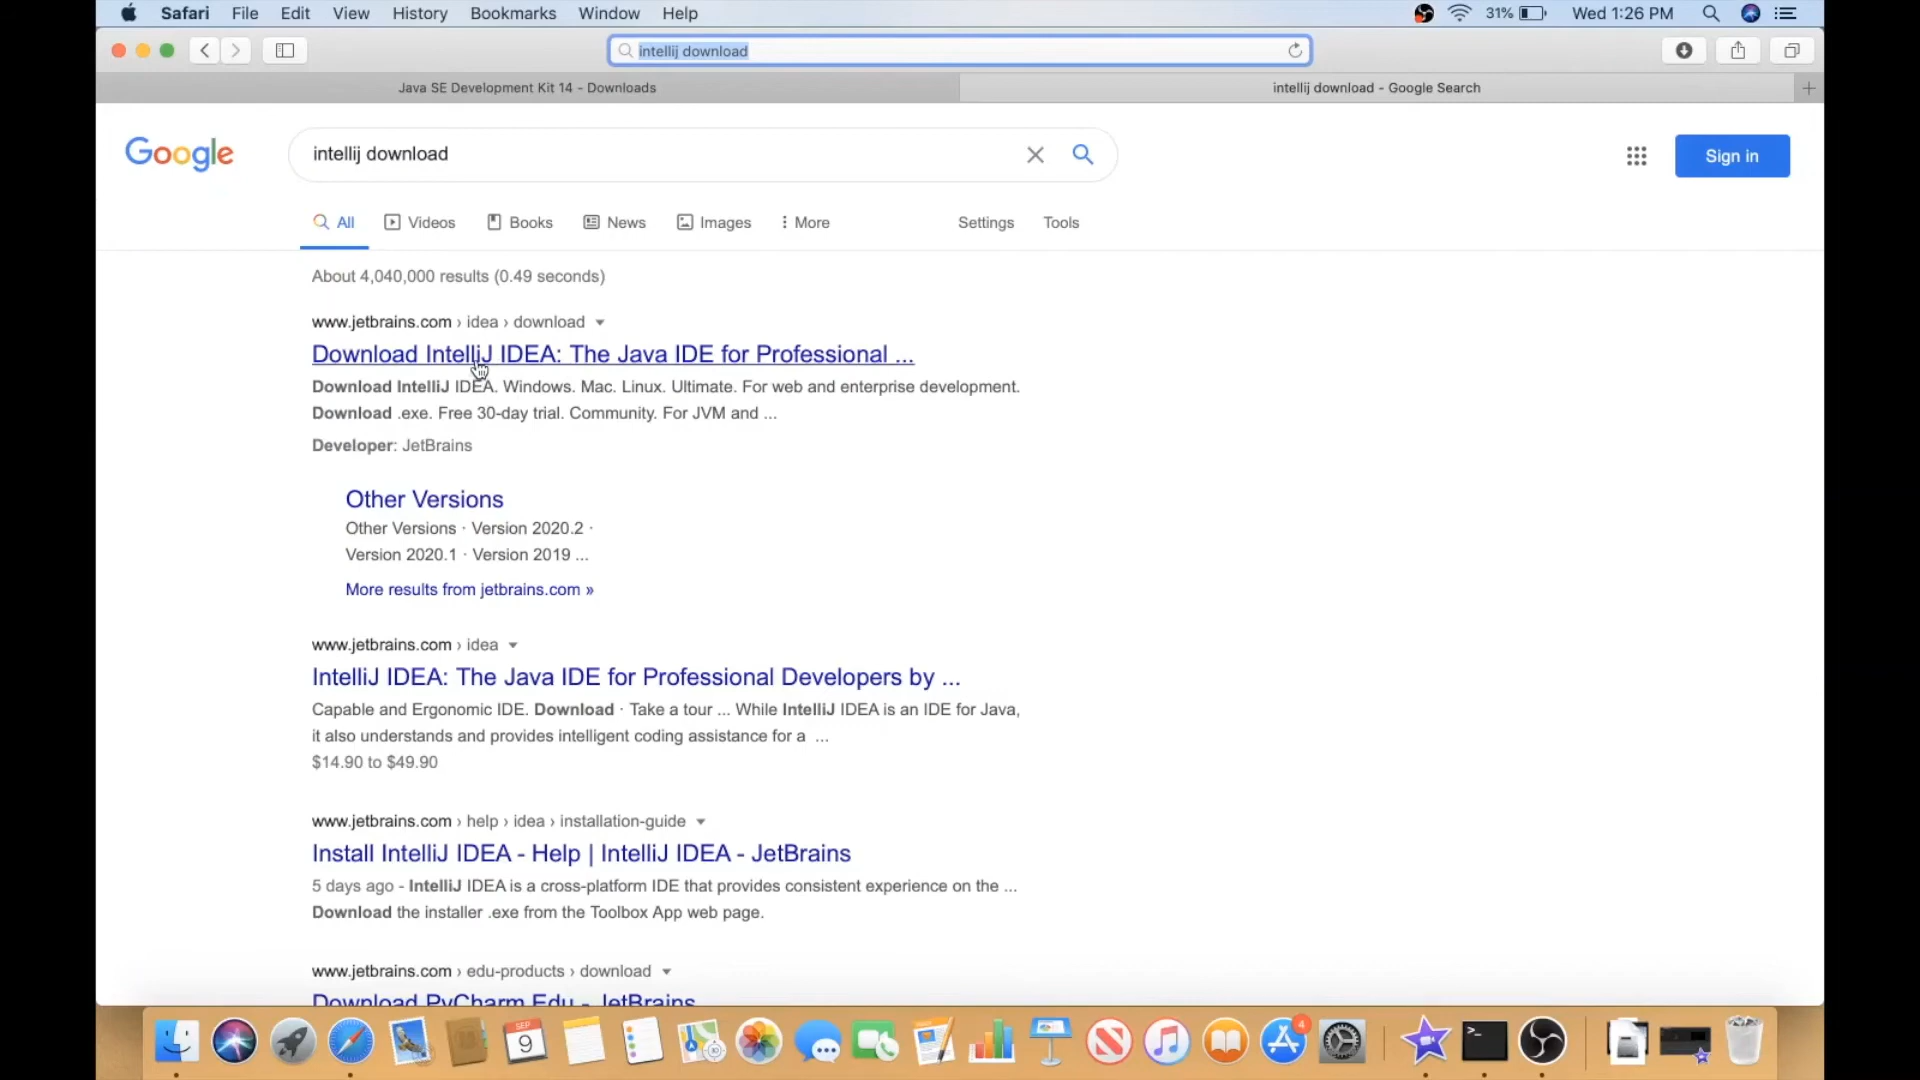 Safari File Edit View History Bookmarks Window Help 31% Wed 1:26 PM
intellij download
Java SE Development Kit 14 - Downloads intellij download - Google Search
Google intellij download Sign in
All Videos Books News Images More Settings Tools
About 4,040,000 results (0.49 seconds)
www.jetbrains.com › idea › download
Download IntelliJ IDEA: The Java IDE for Professional ...
Download IntelliJ IDEA. Windows. Mac. Linux. Ultimate. For web and enterprise development.
Download .exe. Free 30-day trial. Community. For JVM and ...
Developer: JetBrains
Other Versions
Other Versions · Version 2020.2 ·
Version 2020.1 · Version 2019 ...
More results from jetbrains.com »
www.jetbrains.com › idea
IntelliJ IDEA: The Java IDE for Professional Developers by ...
Capable and Ergonomic IDE. Download · Take a tour ... While IntelliJ IDEA is an IDE for Java,
it also understands and provides intelligent coding assistance for a ...
$14.90 to $49.90
www.jetbrains.com › help › idea › installation-guide
Install IntelliJ IDEA - Help | IntelliJ IDEA - JetBrains
5 days ago - IntelliJ IDEA is a cross-platform IDE that provides consistent experience on the ...
Download the installer .exe from the Toolbox App web page.
www.jetbrains.com › edu-products › download
Download PyCharm Edu - JetBrains
SEP
9
4